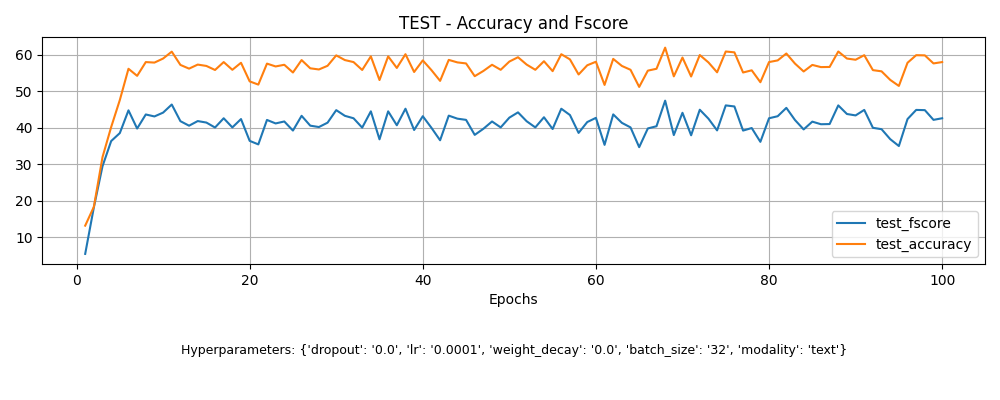 TEST - Accuracy and Fscore
60
50
40
30
20
10
test_fscore
test_accuracy
0 20 40 60 80 100
Epochs
Hyperparameters: {'dropout': '0.0', 'lr': '0.0001', 'weight_decay': '0.0', 'batch_size': '32', 'modality': 'text'}